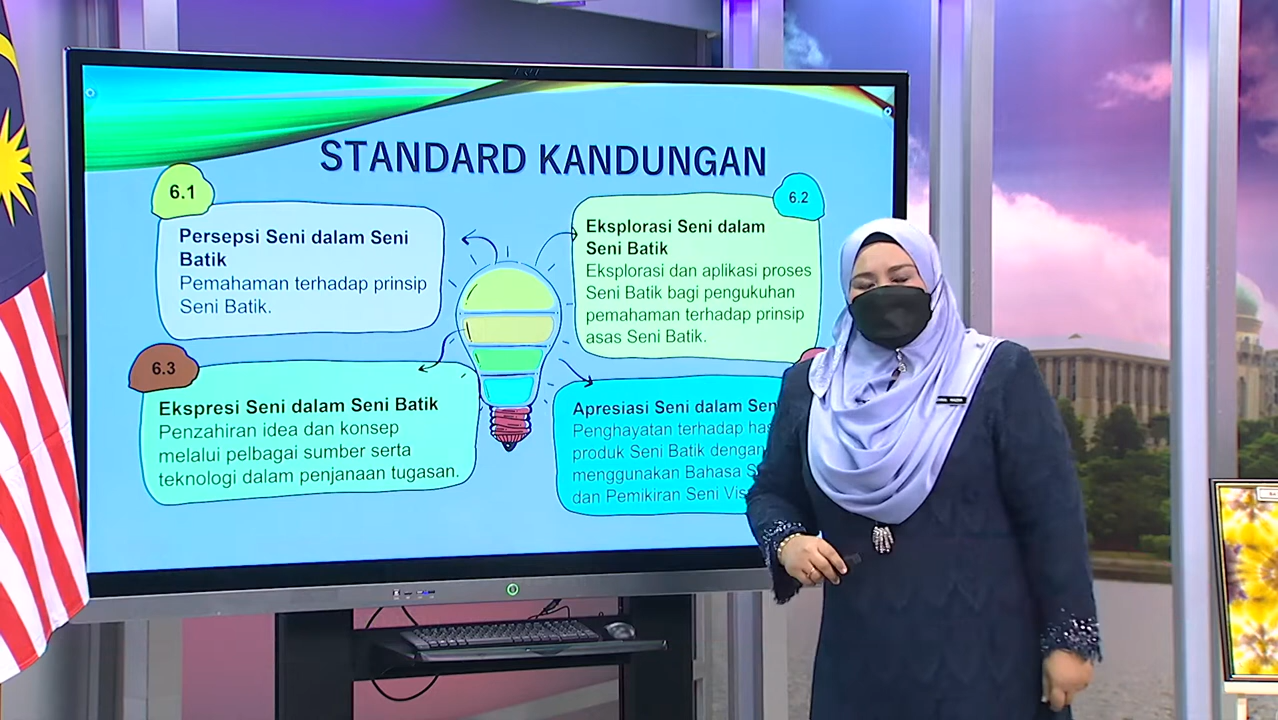 STANDARD KANDUNGAN
6.1
Persepsi Seni dalam Seni
Batik
Pemahaman terhadap prinsip
Seni Batik.
6.2
Eksplorasi Seni dalam
Seni Batik
Eksplorasi dan aplikasi proses
Seni Batik bagi pengukuhan
pemahaman terhadap prinsip
asas Seni Batik.
6.3
Ekspresi Seni dalam Seni Batik
Penzahiran idea dan konsep
melalui pelbagai sumber serta
teknologi dalam penjanaan tugasan.
Apresiasi Seni dalam Sen
Penghayatan terhadap has
produk Seni Batik dengan
menggunakan Bahasa S
dan Pemikiran Seni Vis